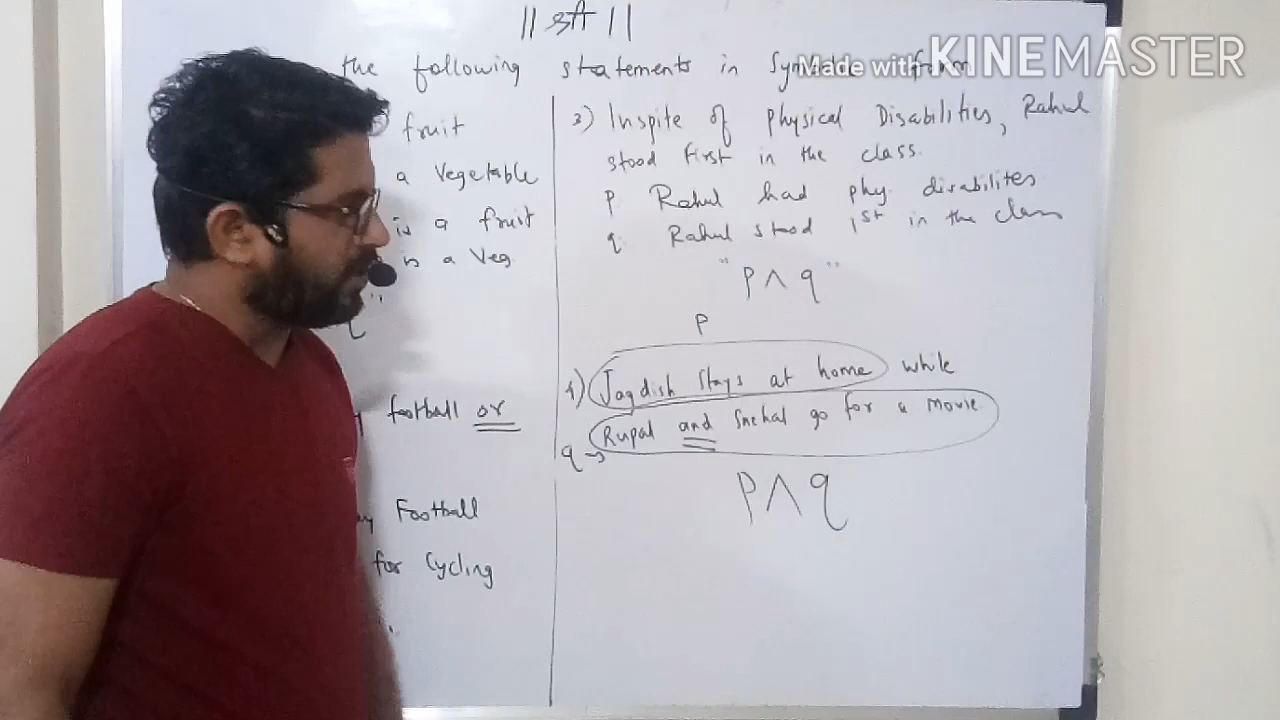 || श्री ||
the following statements in Symbolic form
Made with KINEMASTER
fruit
a vegetable
is a fruit
is a Veg
football or
Football
for Cycling
3) Inspite of physical Disabilities, Rahul
stood first in the class.
p Rahul had phy. disabilites
q Rahul stood 1st in the class
"p ∧ q"
p
4) Jagdish stays at home while
q → Rupal and Snehal go for a movie
p ∧ q